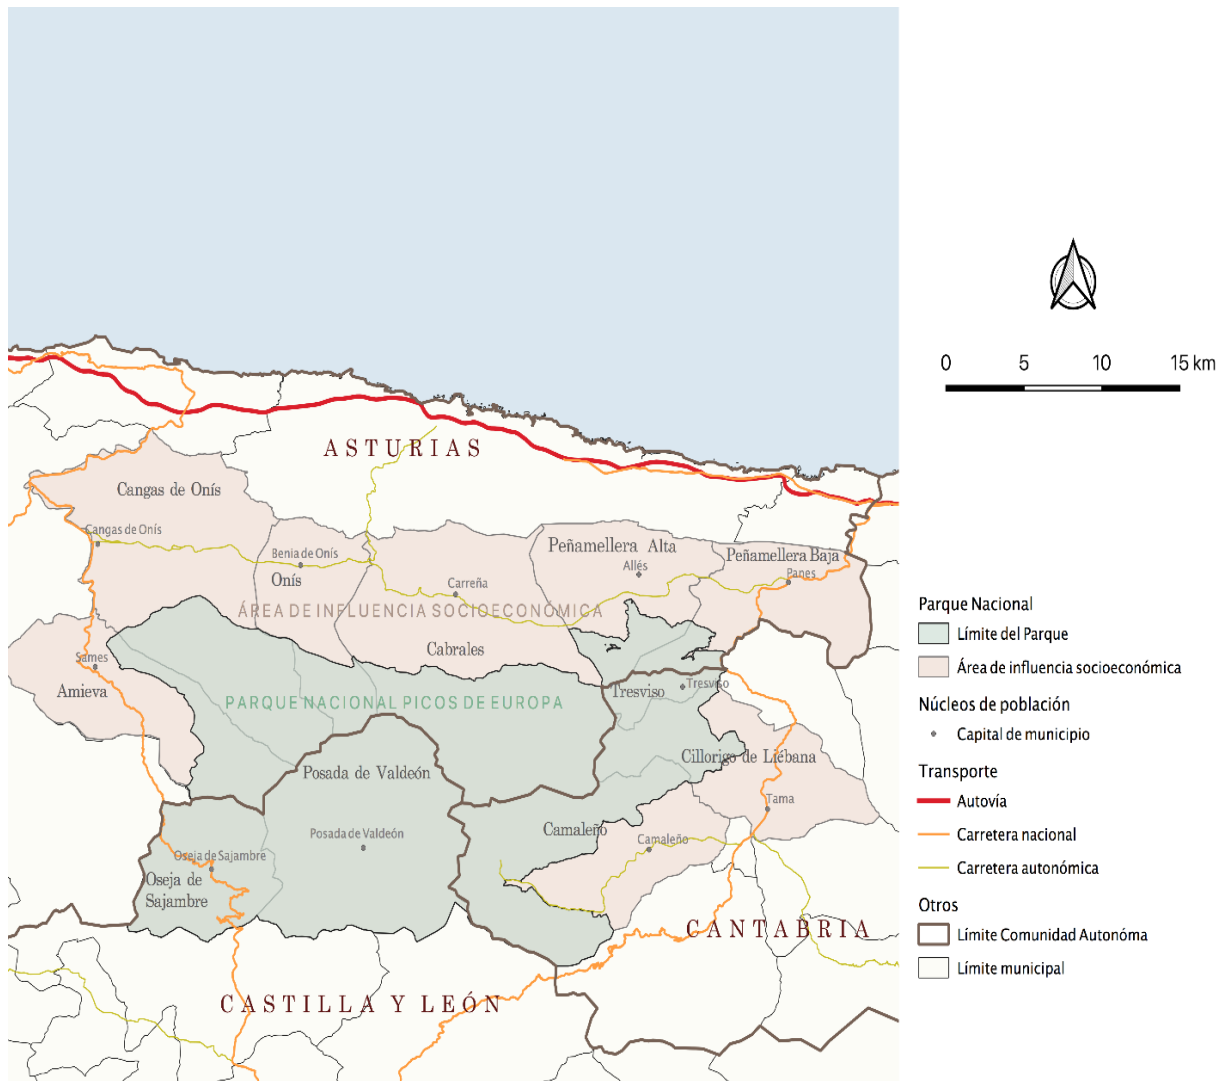 ASTURIAS
Cangas de Onís
Cangas de Onís
Benia de Onís
Onís
Carreña
Peñamellera Alta
Allés
Peñamellera Baja
Panes
ÁREA DE INFLUENCIA SOCIOECONÓMICA
Cabrales
Sames
Amieva
PARQUE NACIONAL PICOS DE EUROPA
Tresviso
Tresviso
Posada de Valdeón
Cillorigo de Liébana
Tama
Posada de Valdeón
Camaleño
Camaleño
Oseja de Sajambre
Oseja de
Sajambre
CANTABRIA
CASTILLA Y LEÓN
0 5 10 15 km
Parque Nacional
Límite del Parque
Área de influencia socioeconómica
Núcleos de población
Capital de municipio
Transporte
Autovía
Carretera nacional
Carretera autonómica
Otros
Límite Comunidad Autonóma
Límite municipal